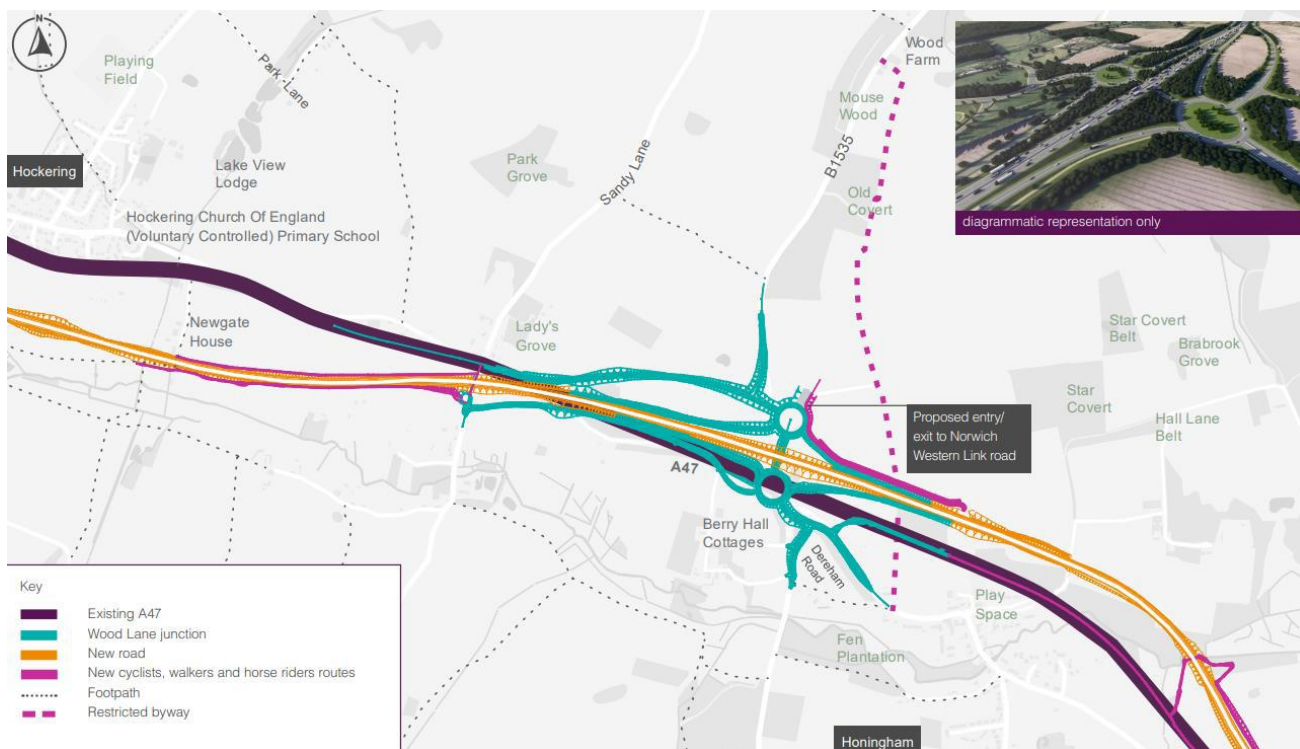 N
Playing
Field
Park Lane
Hockering
Lake View
Lodge
Hockering Church Of England
(Voluntary Controlled) Primary School
Park
Grove
Sandy Lane
Wood
Farm
Mouse
Wood
B1535
Old
Covert
diagrammatic representation only
Newgate
House
Lady's
Grove
Star Covert
Belt
Brabrook
Grove
Star
Covert
Hall Lane
Belt
Proposed entry/
exit to Norwich
Western Link road
A47
Berry Hall
Cottages
Dereham
Road
Play
Space
Fen
Plantation
Honingham
Key
Existing A47
Wood Lane junction
New road
New cyclists, walkers and horse riders routes
Footpath
Restricted byway